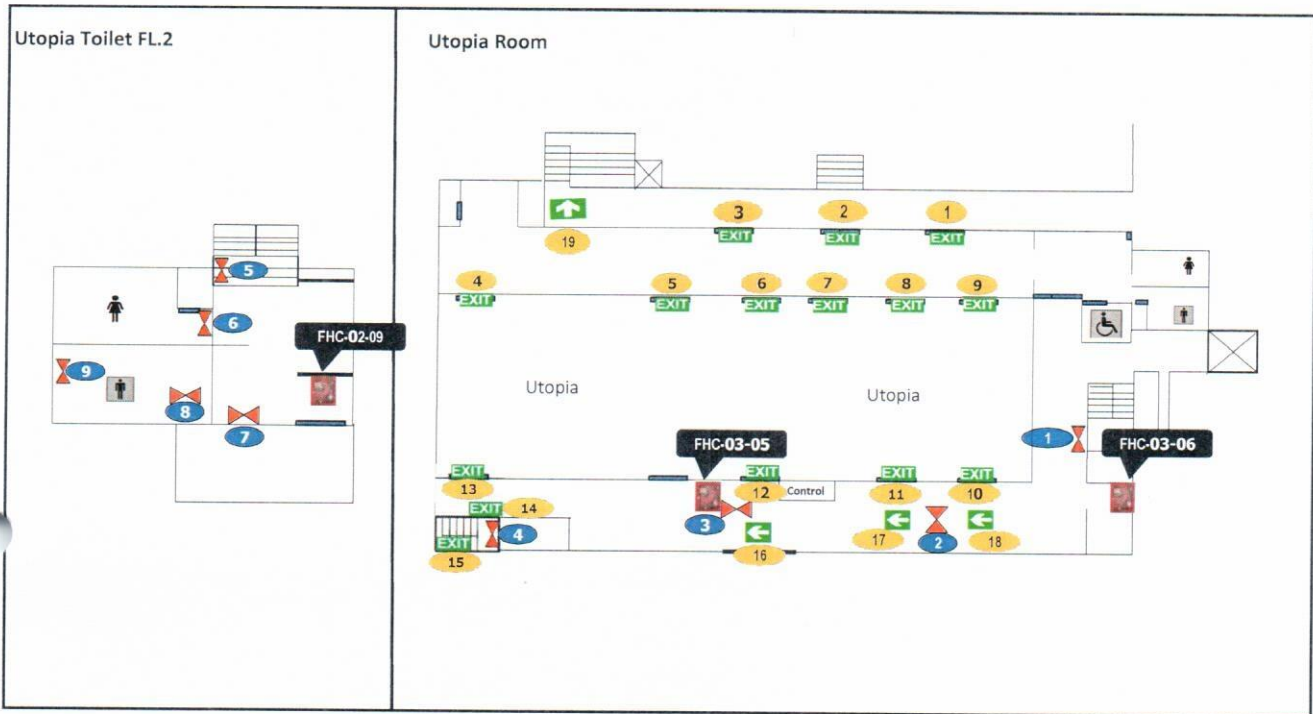 Utopia Toilet FL.2
5
6
FHC-02-09
9
8
7
Utopia Room
3
2
1
EXIT
EXIT
EXIT
19
4
5
6
7
8
9
EXIT
EXIT
EXIT
EXIT
EXIT
EXIT
Utopia
Utopia
1
FHC-03-05
FHC-03-06
EXIT
EXIT
EXIT
EXIT
13
12
Control
11
10
EXIT
14
3
4
17
2
18
EXIT
15
16